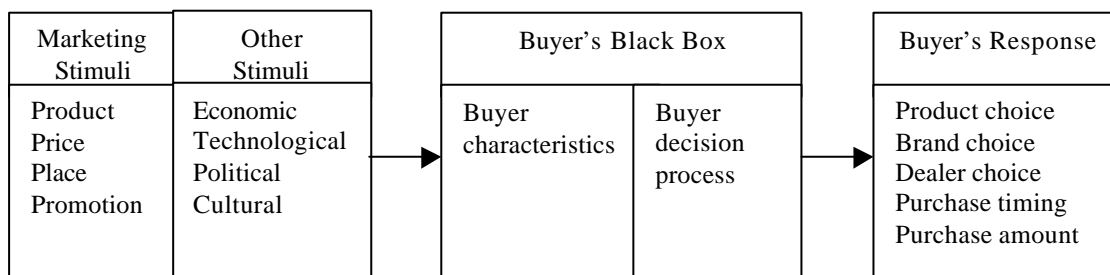 Marketing
Stimuli
Product
Price
Place
Promotion
Other
Stimuli
Economic
Technological
Political
Cultural
Buyer's Black Box
Buyer
characteristics
Buyer
decision
process
Buyer's Response
Product choice
Brand choice
Dealer choice
Purchase timing
Purchase amount